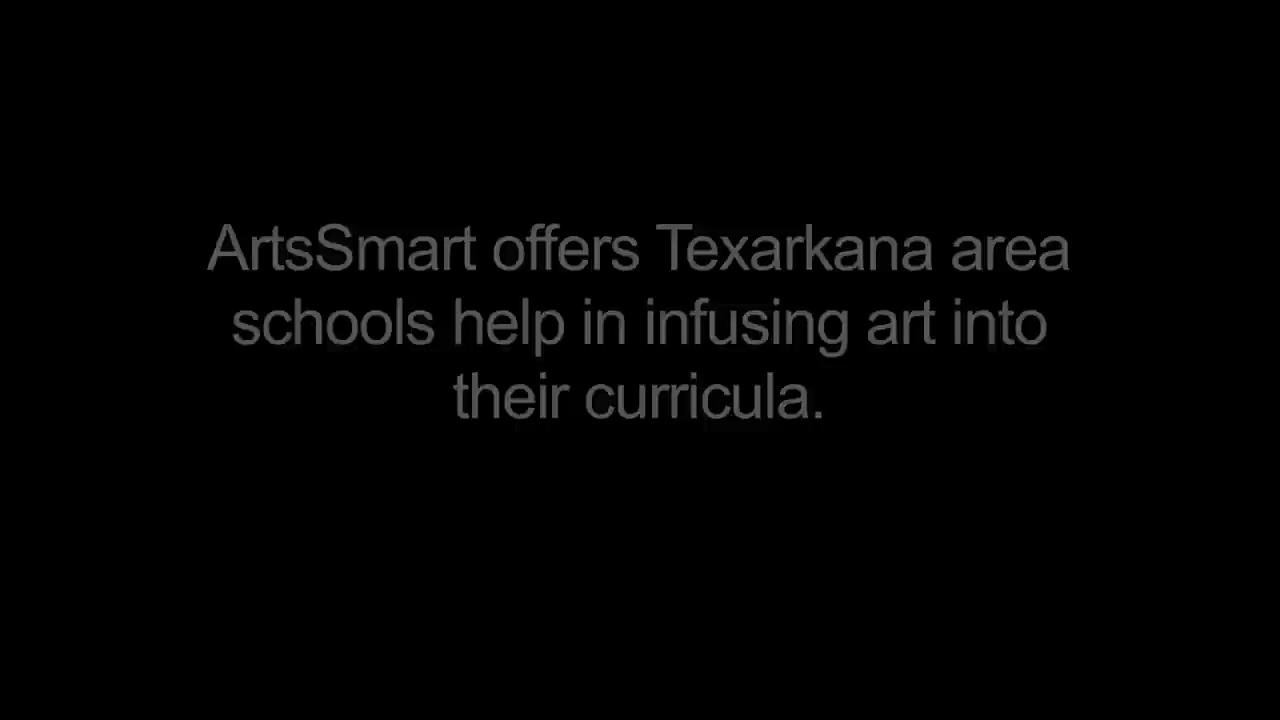 ArtsSmart offers Texarkana area
schools help in infusing art into
their curricula.